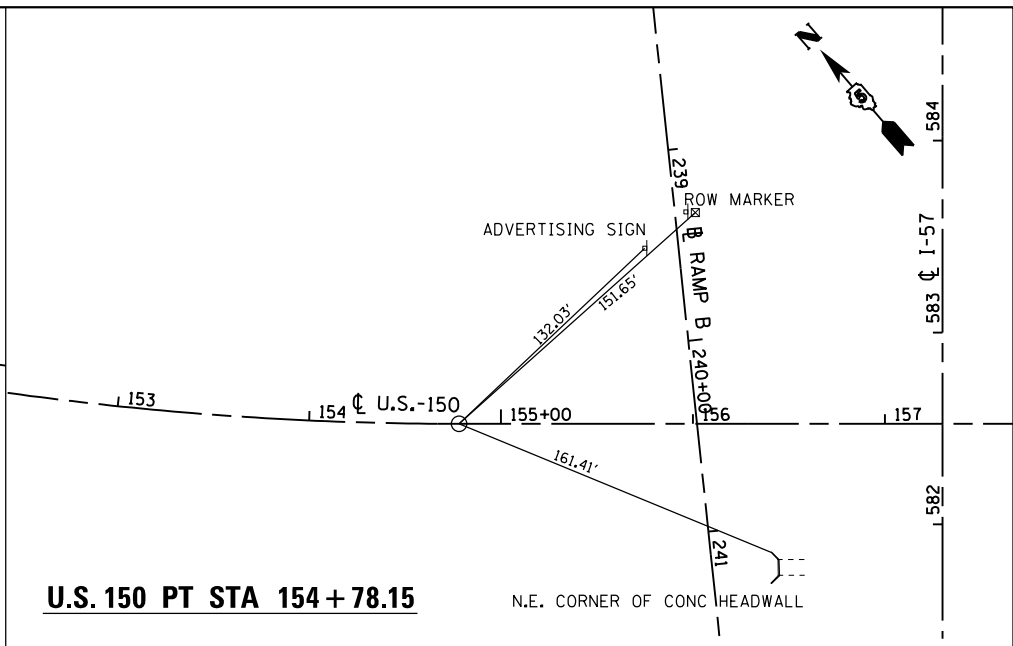 N
5
584
239
ROW MARKER
ADVERTISING SIGN
℄ I-57
132.03'
151.65'
583
℄ RAMP B
153
154
℄ U.S.-150
155+00
240+00
156
157
161.41'
582
241
U.S. 150 PT STA 154+78.15
N.E. CORNER OF CONC HEADWALL